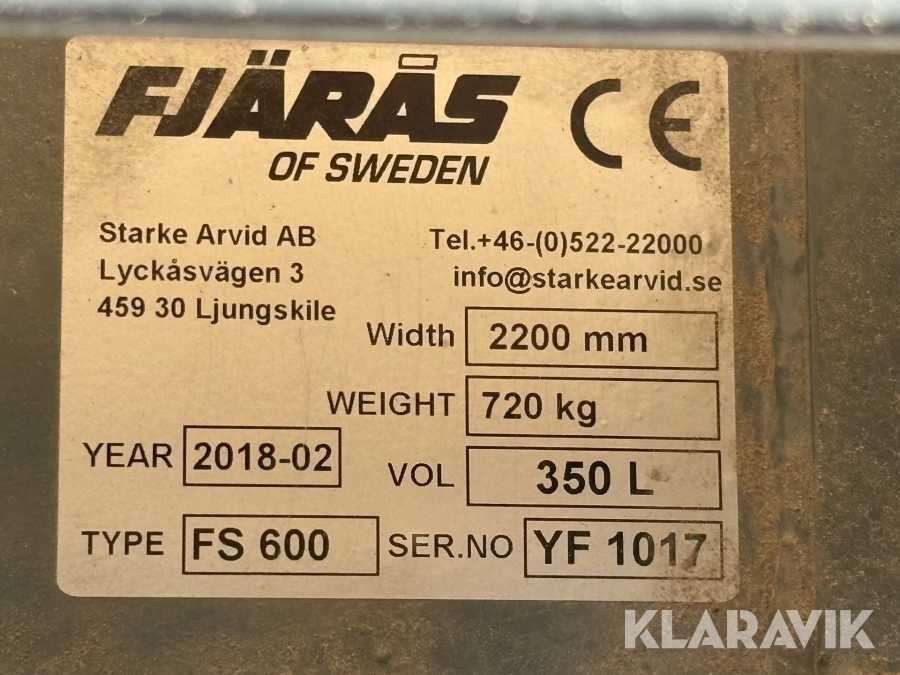 FJÄRÅS
OF SWEDEN
CE
Starke Arvid AB
Lyckåsvägen 3
459 30 Ljungskile
Tel.+46-(0)522-22000
info@starkearvid.se
Width 2200 mm
WEIGHT 720 kg
YEAR 2018-02
VOL 350 L
TYPE FS 600
SER.NO YF 1017
KLARAVIK